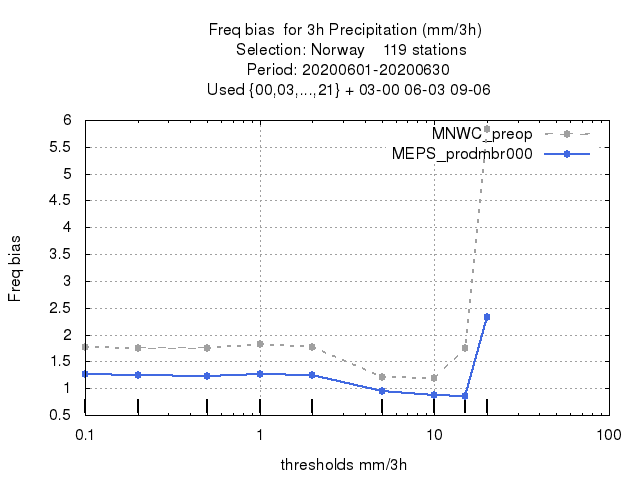 Freq bias  for 3h Precipitation (mm/3h)
Selection: Norway    119 stations
Period: 20200601-20200630
Used {00,03,...,21} + 03-00 06-03 09-06
MNWC_preop
MEPS_prodmbr000
Freq bias
6
5.5
5
4.5
4
3.5
3
2.5
2
1.5
1
0.5
0.1
1
10
100
thresholds mm/3h